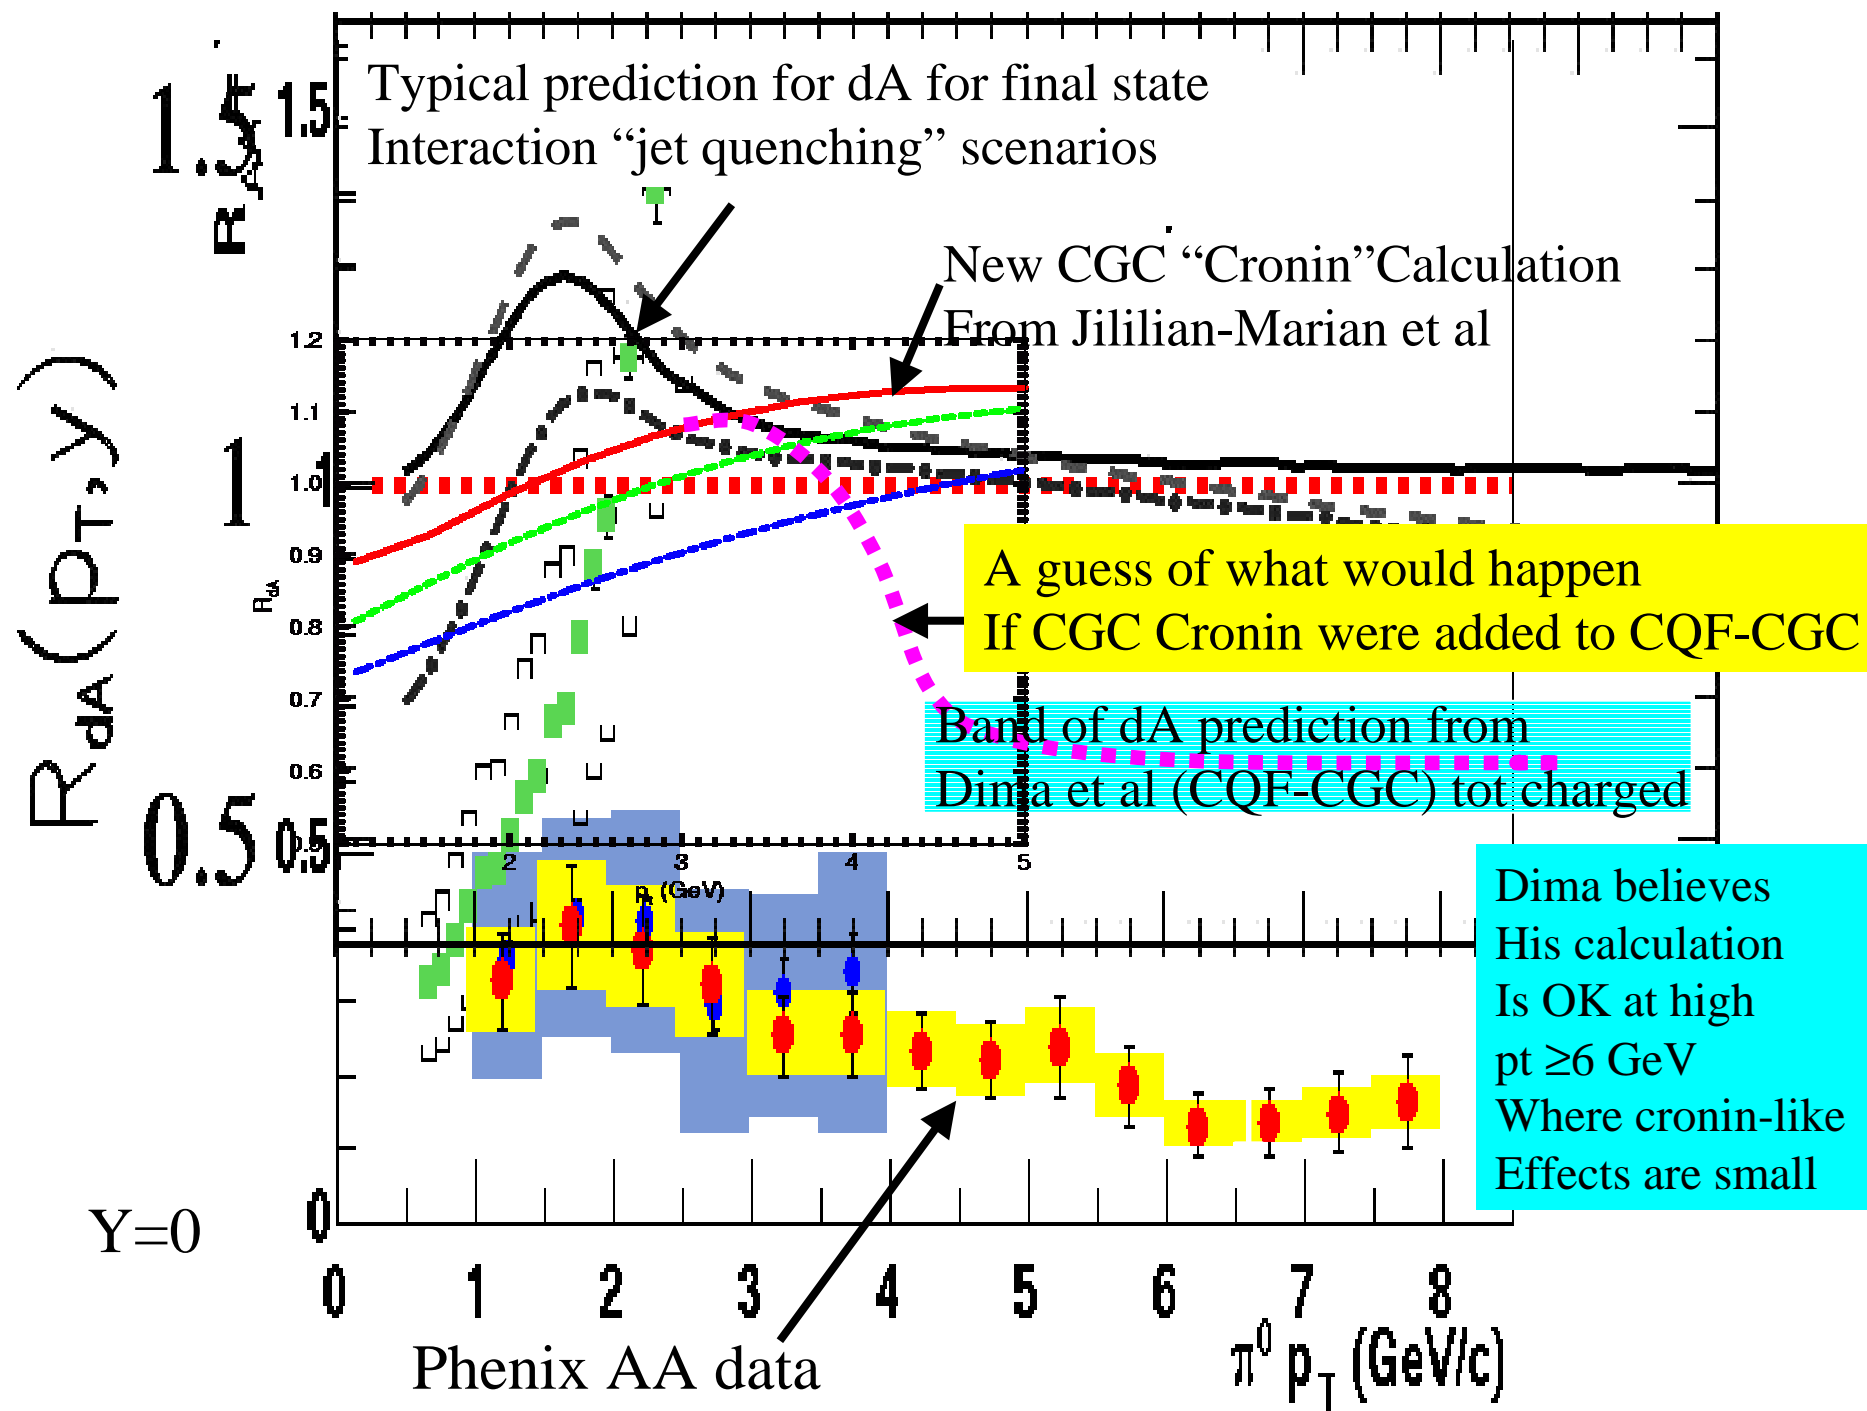 Typical prediction for dA for final state
Interaction “jet quenching” scenarios
New CGC “Cronin”Calculation
From Jililian-Marian et al
A guess of what would happen
If CGC Cronin were added to CQF-CGC
Band of dA prediction from
Dima et al (CQF-CGC) tot charged
Dima believes
His calculation
Is OK at high
pt ≥6 GeV
Where cronin-like
Effects are small
Phenix AA data
Y=0
R_dA(p_T,y)
1.5
1
0.5
1.5
1
0.5
0
1.2
1.1
1.0
0.9
0.8
0.7
0.6
R_dA
2 3 4 5
(GeV)
0 1 2 3 4 5 6 7 8
π⁰ p_T (GeV/c)